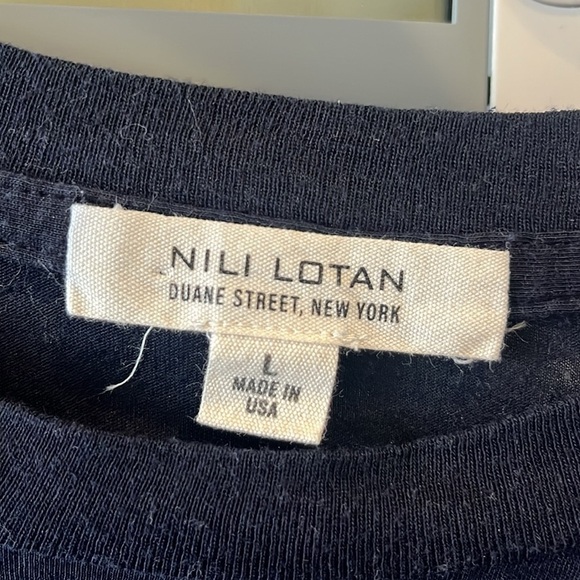 NILI LOTAN
DUANE STREET, NEW YORK
L
MADE IN
USA